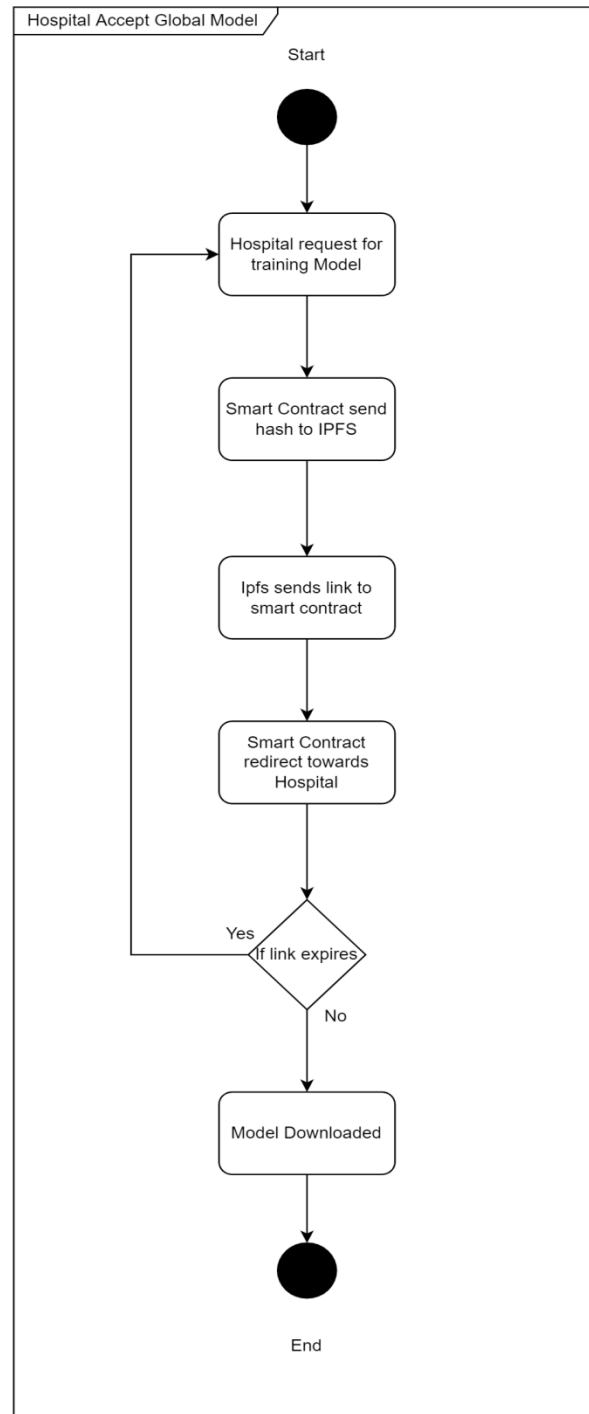 Hospital Accept Global Model
Start
Hospital request for
training Model
Smart Contract send
hash to IPFS
Ipfs sends link to
smart contract
Smart Contract
redirect towards
Hospital
Yes
If link expires
No
Model Downloaded
End